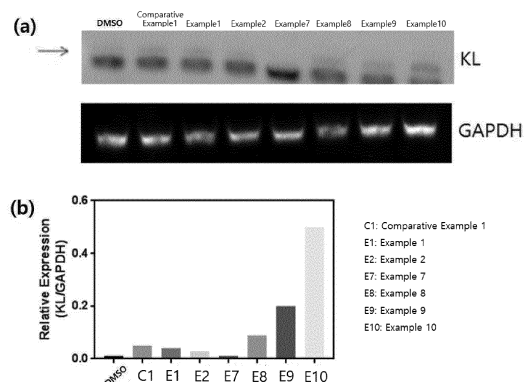 (a)
DMSO
Comparative
Example1
Example1
Example2
Example7
Example8
Example9
Example10
KL
GAPDH
(b)
Relative Expression
(KL/GAPDH)
0.6
0.4
0.2
0.0
DMSO
C1
E1
E2
E7
E8
E9
E10
C1: Comparative Example 1
E1: Example 1
E2: Example 2
E7: Example 7
E8: Example 8
E9: Example 9
E10: Example 10